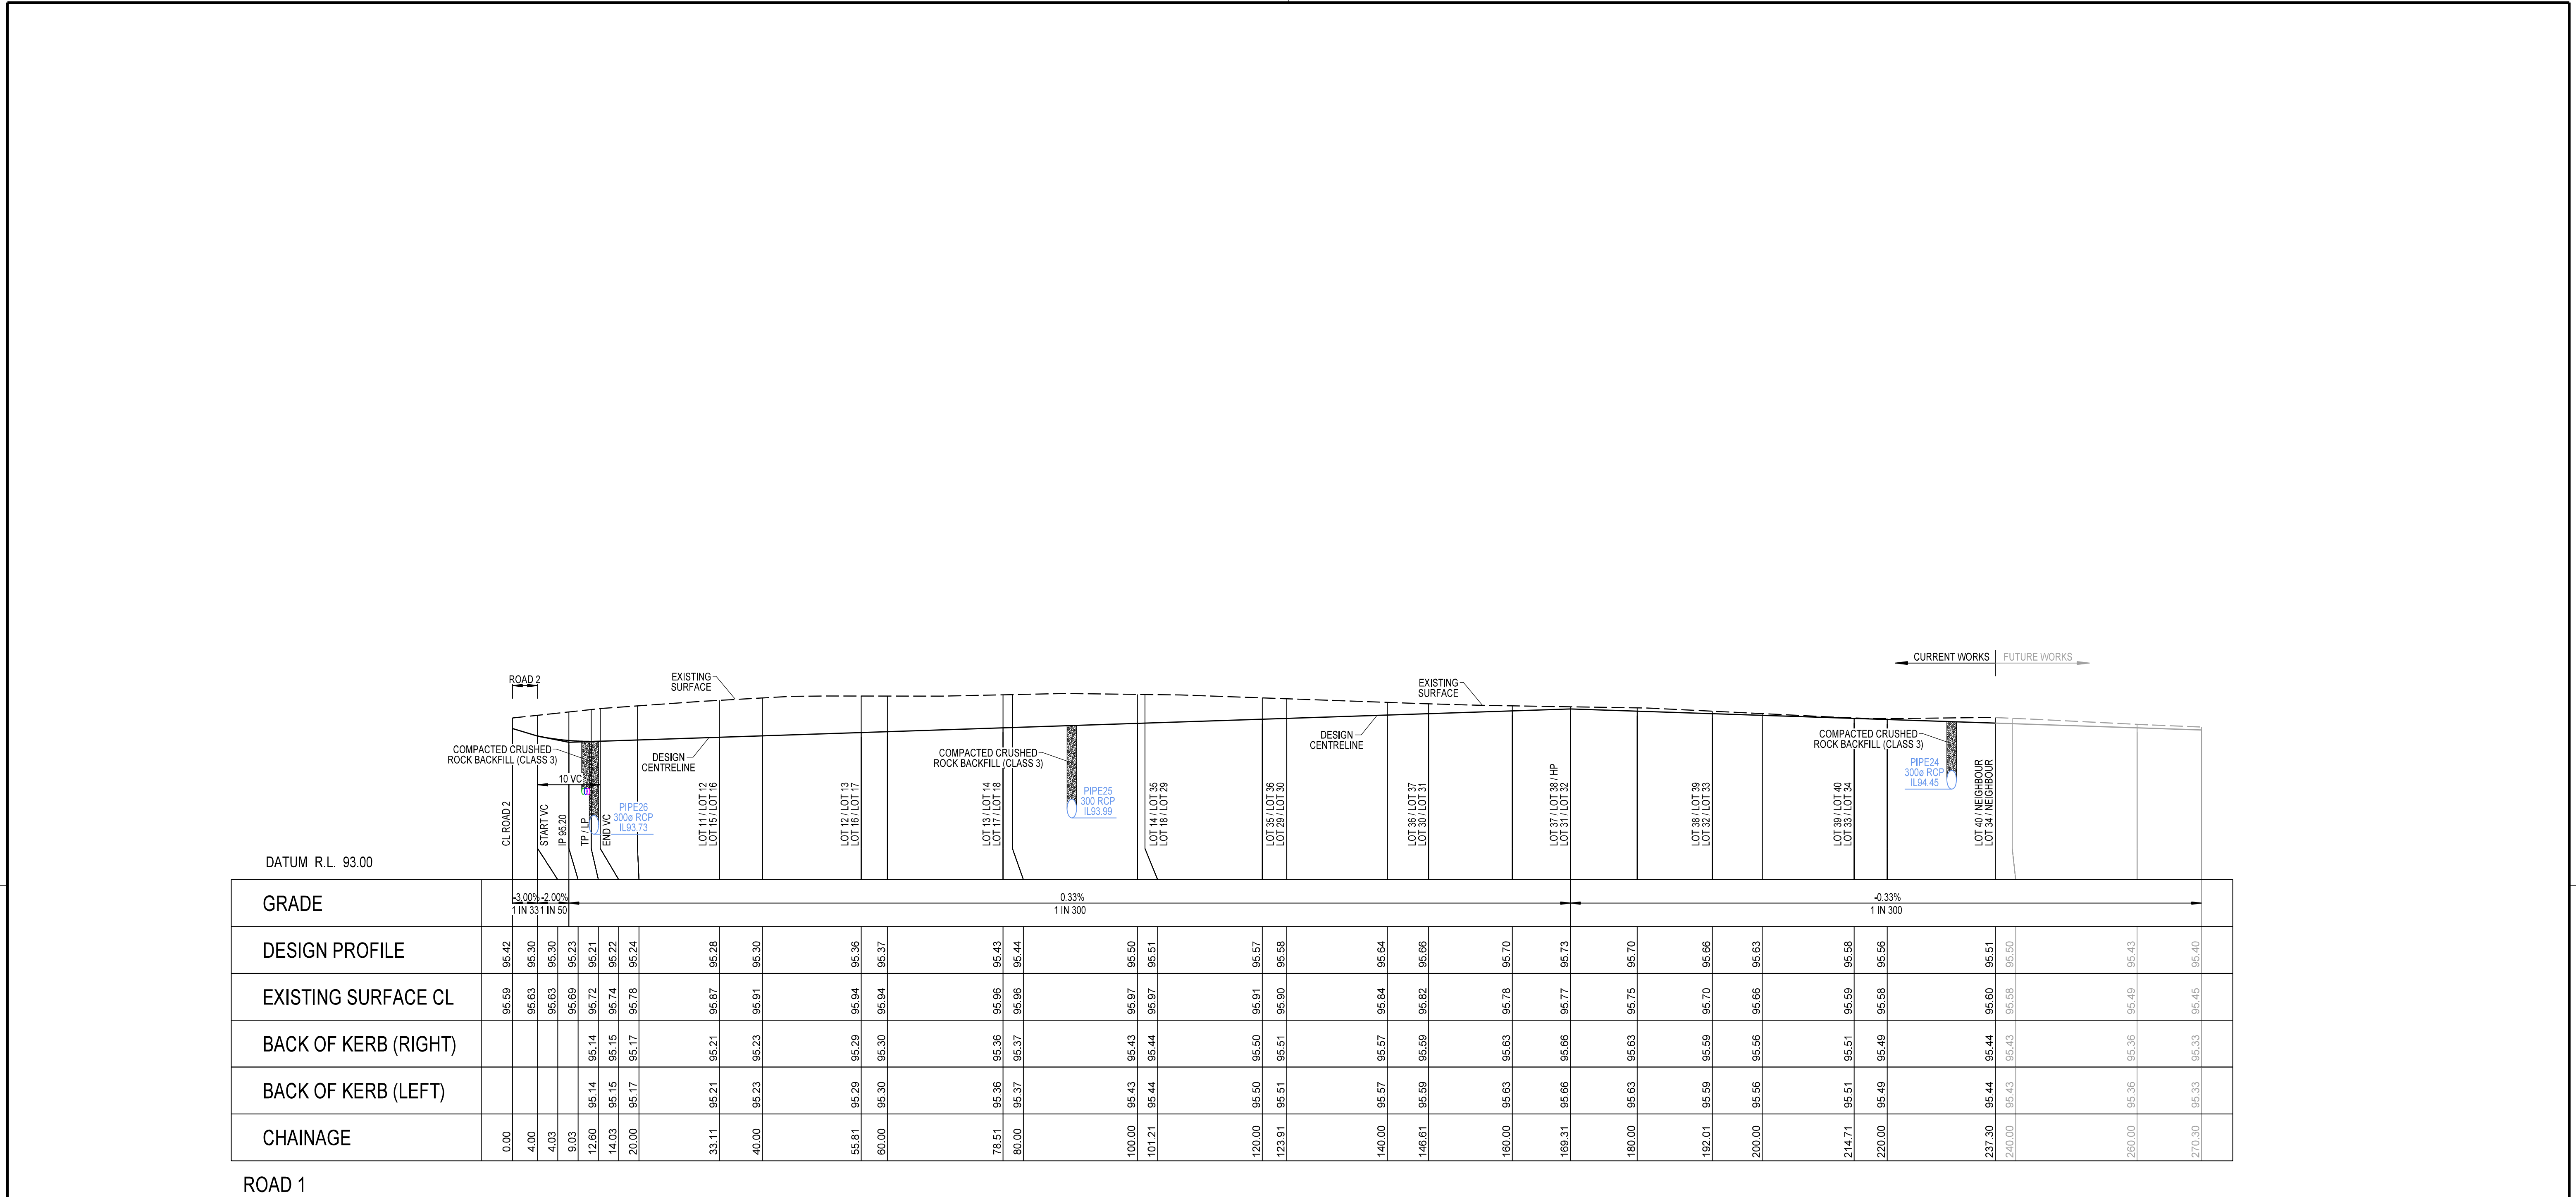 CURRENT WORKS
FUTURE WORKS
ROAD 2
EXISTING
SURFACE
EXISTING
SURFACE
COMPACTED CRUSHED
ROCK BACKFILL (CLASS 3)
DESIGN
CENTRELINE
COMPACTED CRUSHED
ROCK BACKFILL (CLASS 3)
DESIGN
CENTRELINE
COMPACTED CRUSHED
ROCK BACKFILL (CLASS 3)
10 VC
PIPE26
300ø RCP
IL93.73
PIPE25
300 RCP
IL93.99
PIPE24
300ø RCP
IL94.45
CL ROAD 2
START VC
IP 95.20
TP / LP
END VC
LOT 11 / LOT 12
LOT 15 / LOT 16
LOT 12 / LOT 13
LOT 16 / LOT 17
LOT 13 / LOT 14
LOT 17 / LOT 18
LOT 14 / LOT 35
LOT 18 / LOT 29
LOT 35 / LOT 36
LOT 29 / LOT 30
LOT 36 / LOT 37
LOT 30 / LOT 31
LOT 37 / LOT 38 / HP
LOT 31 / LOT 32
LOT 38 / LOT 39
LOT 32 / LOT 33
LOT 39 / LOT 40
LOT 33 / LOT 34
LOT 40 / NEIGHBOUR
LOT 34 / NEIGHBOUR
DATUM R.L. 93.00
GRADE
-3.00% -2.00% 0.33% -0.33%
1 IN 33 1 IN 50 1 IN 300 1 IN 300
DESIGN PROFILE 95.42 95.30 95.30 95.23 95.21 95.22 95.24 95.28 95.30 95.36 95.37 95.43 95.44 95.50 95.51 95.57 95.58 95.64 95.66 95.70 95.73 95.70 95.66 95.63 95.58 95.56 95.51 95.50 95.43 95.40
EXISTING SURFACE CL 95.59 95.63 95.63 95.69 95.72 95.74 95.78 95.87 95.91 95.94 95.94 95.96 95.96 95.97 95.97 95.91 95.90 95.84 95.82 95.78 95.77 95.75 95.70 95.66 95.59 95.58 95.60 95.58 95.49 95.45
BACK OF KERB (RIGHT) 95.14 95.15 95.17 95.21 95.23 95.29 95.30 95.36 95.37 95.43 95.44 95.50 95.51 95.57 95.59 95.63 95.66 95.63 95.59 95.56 95.51 95.49 95.44 95.43 95.36 95.33
BACK OF KERB (LEFT) 95.14 95.15 95.17 95.21 95.23 95.29 95.30 95.36 95.37 95.43 95.44 95.50 95.51 95.57 95.59 95.63 95.66 95.63 95.59 95.56 95.51 95.49 95.44 95.43 95.36 95.33
CHAINAGE 0.00 4.00 4.03 9.03 12.60 14.03 20.00 33.11 40.00 55.81 60.00 78.51 80.00 100.00 101.21 120.00 123.91 140.00 146.61 160.00 169.31 180.00 192.01 200.00 214.71 220.00 237.30 240.00 260.00 270.30
ROAD 1